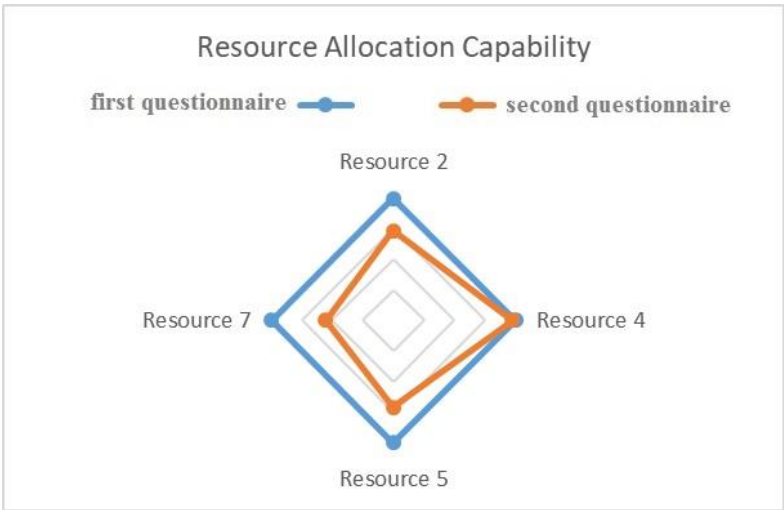 Resource Allocation Capability
first questionnaire
second questionnaire
Resource 2
Resource 7
Resource 4
Resource 5